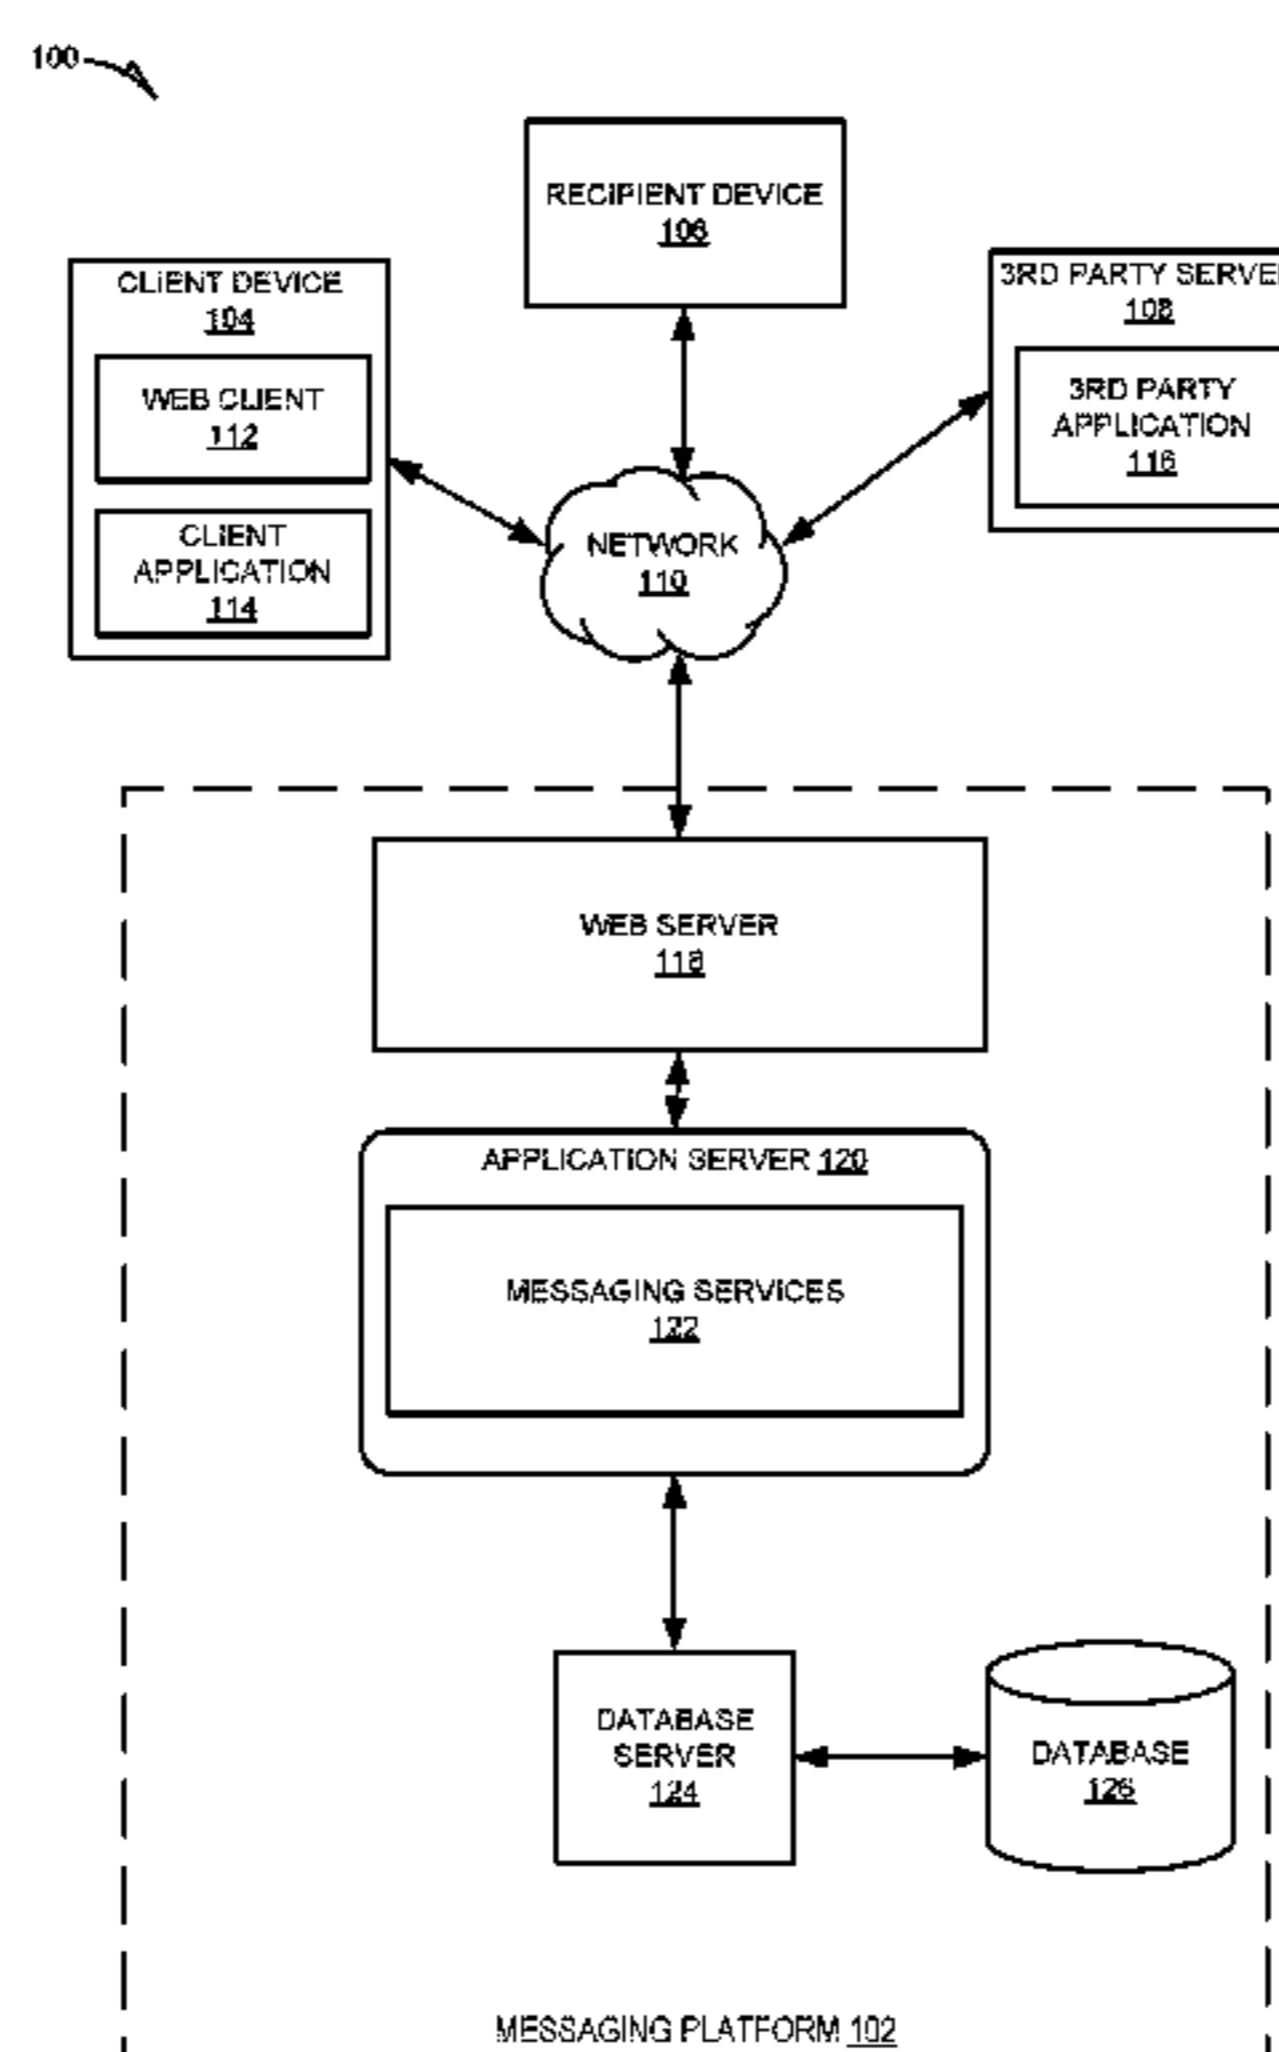 100
RECIPIENT DEVICE
106
CLIENT DEVICE
104
WEB CLIENT
112
CLIENT
APPLICATION
114
3RD PARTY SERVER
108
3RD PARTY
APPLICATION
116
NETWORK
110
WEB SERVER
118
APPLICATION SERVER 120
MESSAGING SERVICES
122
DATABASE
SERVER
124
DATABASE
126
MESSAGING PLATFORM 102